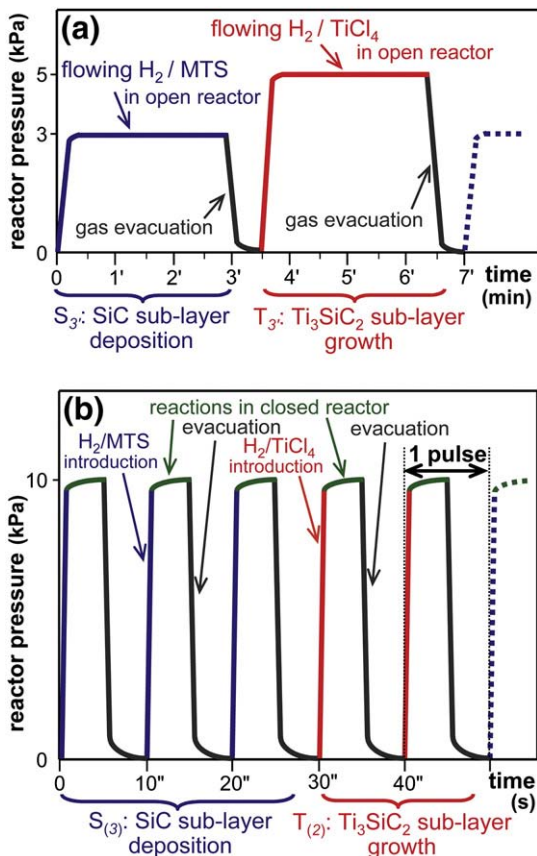 (a)
flowing H2 / TiCl4
in open reactor
flowing H2 / MTS
in open reactor
reactor pressure (kPa)
5
3
0
gas evacuation
gas evacuation
0 1' 2' 3' 4' 5' 6' 7' time
(min)
S3': SiC sub-layer
deposition
T3': Ti3SiC2 sub-layer
growth
(b)
reactions in closed reactor
H2/MTS
introduction
evacuation
H2/TiCl4
introduction
evacuation
1 pulse
reactor pressure (kPa)
10
0
0 10" 20" 30" 40" time
(s)
S(3): SiC sub-layer
deposition
T(2): Ti3SiC2 sub-layer
growth